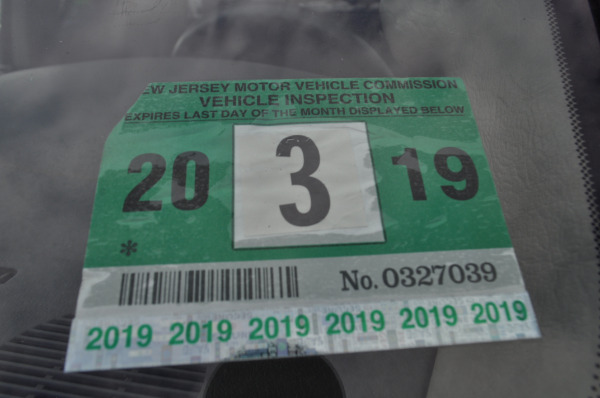 EW JERSEY MOTOR VEHICLE COMMISSION
VEHICLE INSPECTION
EXPIRES LAST DAY OF THE MONTH DISPLAYED BELOW
20 3 19
*
No. 0327039
2019 2019 2019 2019 2019 2019